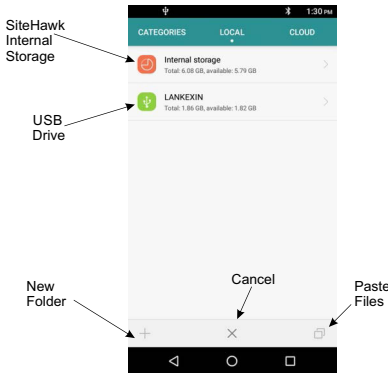 SiteHawk
Internal
Storage
1:30 PM
CATEGORIES LOCAL CLOUD
Internal storage
Total: 6.08 GB, available: 5.79 GB
LANKEXIN
Total: 1.86 GB, available: 1.82 GB
USB
Drive
New
Folder
Cancel
Paste
Files